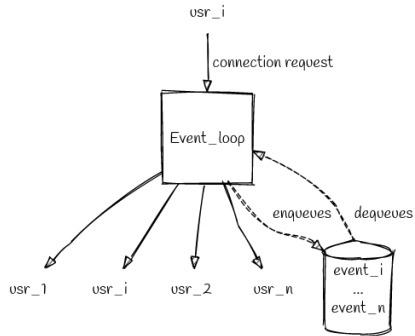 usr_i
connection request
Event_loop
enqueues
dequeues
usr_1
usr_i
usr_2
usr_n
event_i
...
event_n